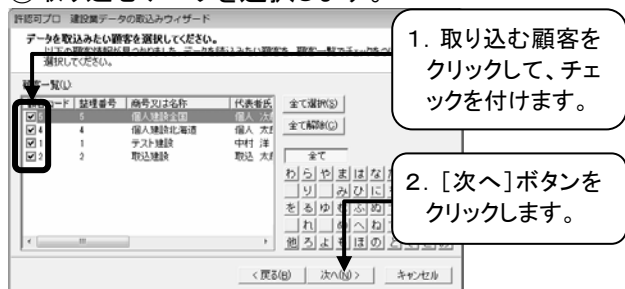 許認可プロ 建設業データの取込みウィザード
データを取込みたい顧客を選択してください。
選択してください。
1. 取り込む顧客を
クリックして、チェ
ックを付けます。
コード 整理番号 商号又は名称 代表者氏
5 個人建設全国 個人 次
4 4 個人建設北海道 個人 太
1 1 テスト建設 中村 洋
2 2 取込建設 取込 太
全て選択(S)
全て解除(C)
全て
わ ら や ま は な
り み ひ に
を る ゆ む ふ ぬ
れ め へ ね
他 ろ よ も ほ の
2. [次へ]ボタンを
クリックします。
< 戻る(B) 次へ(N) > キャンセル